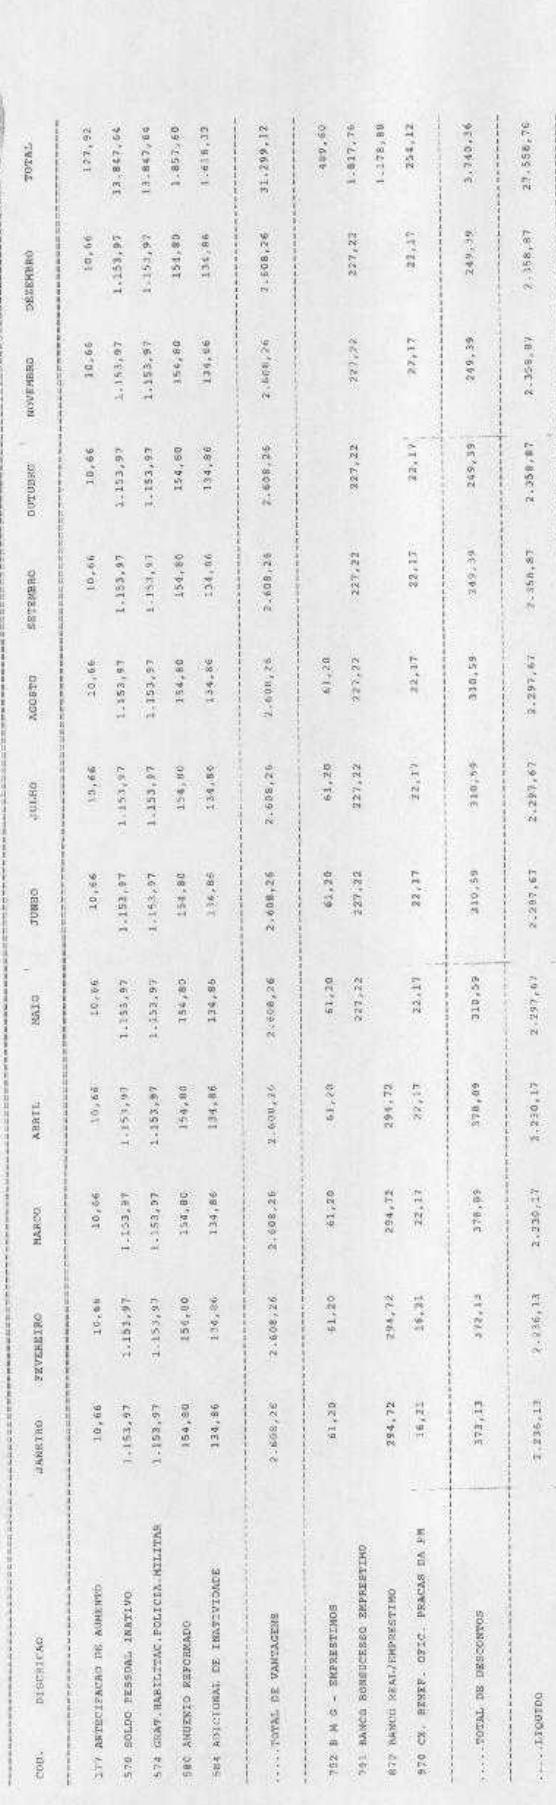 COD. DISCRICAO JANEIRO FEVEREIRO MARCO ABRIL MAIO JUNHO JULHO AGOSTO SETEMBRO OUTUBRO NOVEMBRO DEZEMBRO TOTAL
177 ANTECIPACAO DE AUMENTO 10,66 10,66 10,66 10,66 10,66 10,66 10,66 10,66 10,66 10,66 10,66 10,66 127,92
570 SOLDO PESSOAL INATIVO 1.153,97 1.153,97 1.153,97 1.153,97 1.153,97 1.153,97 1.153,97 1.153,97 1.153,97 1.153,97 1.153,97 1.153,97 13.847,64
574 GRAT.HABILITAC.POLICIA.MILITAR 1.153,97 1.153,97 1.153,97 1.153,97 1.153,97 1.153,97 1.153,97 1.153,97 1.153,97 1.153,97 1.153,97 1.153,97 13.847,64
580 ANUENIO REFORMADO 154,80 154,80 154,80 154,80 154,80 154,80 154,80 154,80 154,80 154,80 154,80 154,80 1.857,60
584 ADICIONAL DE INATIVIDADE 134,86 134,86 134,86 134,86 134,86 134,86 134,86 134,86 134,86 134,86 134,86 134,86 1.618,32
.....TOTAL DE VANTAGENS 2.608,26 2.608,26 2.608,26 2.608,26 2.608,26 2.608,26 2.608,26 2.608,26 2.608,26 2.608,26 2.608,26 2.608,26 31.299,12
752 B M G - EMPRESTIMOS 61,20 61,20 61,20 61,20 61,20 61,20 61,20 61,20 489,60
791 BANCO BONSUCESSO EMPRESTIMO 227,22 227,22 227,22 227,22 227,22 227,22 227,22 227,22 1.817,76
877 BANCO REAL/EMPRESTIMO 294,72 294,72 294,72 294,72 1.178,88
970 CX. BENEF. OFIC. PRACAS DA PM 16,21 16,21 22,17 22,17 22,17 22,17 22,17 22,17 22,17 22,17 22,17 22,17 254,12
.....TOTAL DE DESCONTOS 372,13 372,13 378,09 378,09 310,59 310,59 310,59 310,59 249,39 249,39 249,39 249,39 3.740,36
.....LIQUIDO 2.236,13 2.236,13 2.230,17 2.230,17 2.297,67 2.297,67 2.297,67 2.297,67 2.358,87 2.358,87 2.358,87 2.358,87 27.558,76